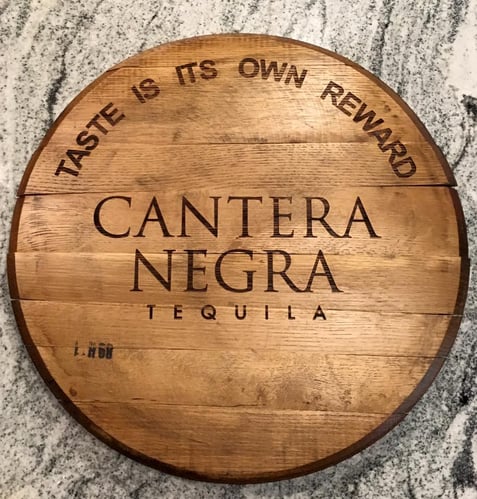 TASTE IS ITS OWN REWARD
CANTERA
NEGRA
TEQUILA